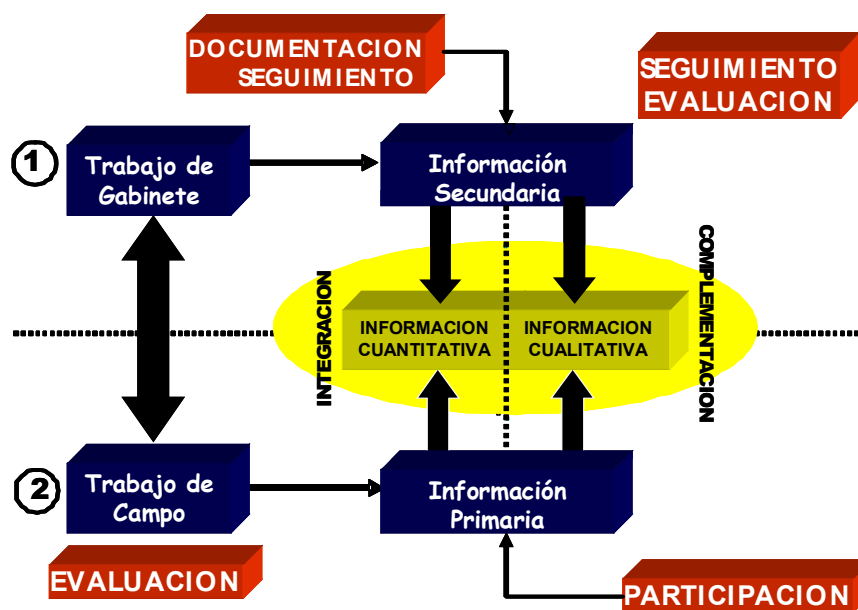 DOCUMENTACION
SEGUIMIENTO
SEGUIMIENTO
EVALUACION
1
Trabajo de
Gabinete
Información
Secundaria
INTEGRACION
COMPLEMENTACION
INFORMACION
CUANTITATIVA
INFORMACION
CUALITATIVA
2
Trabajo de
Campo
Información
Primaria
EVALUACION
PARTICIPACION